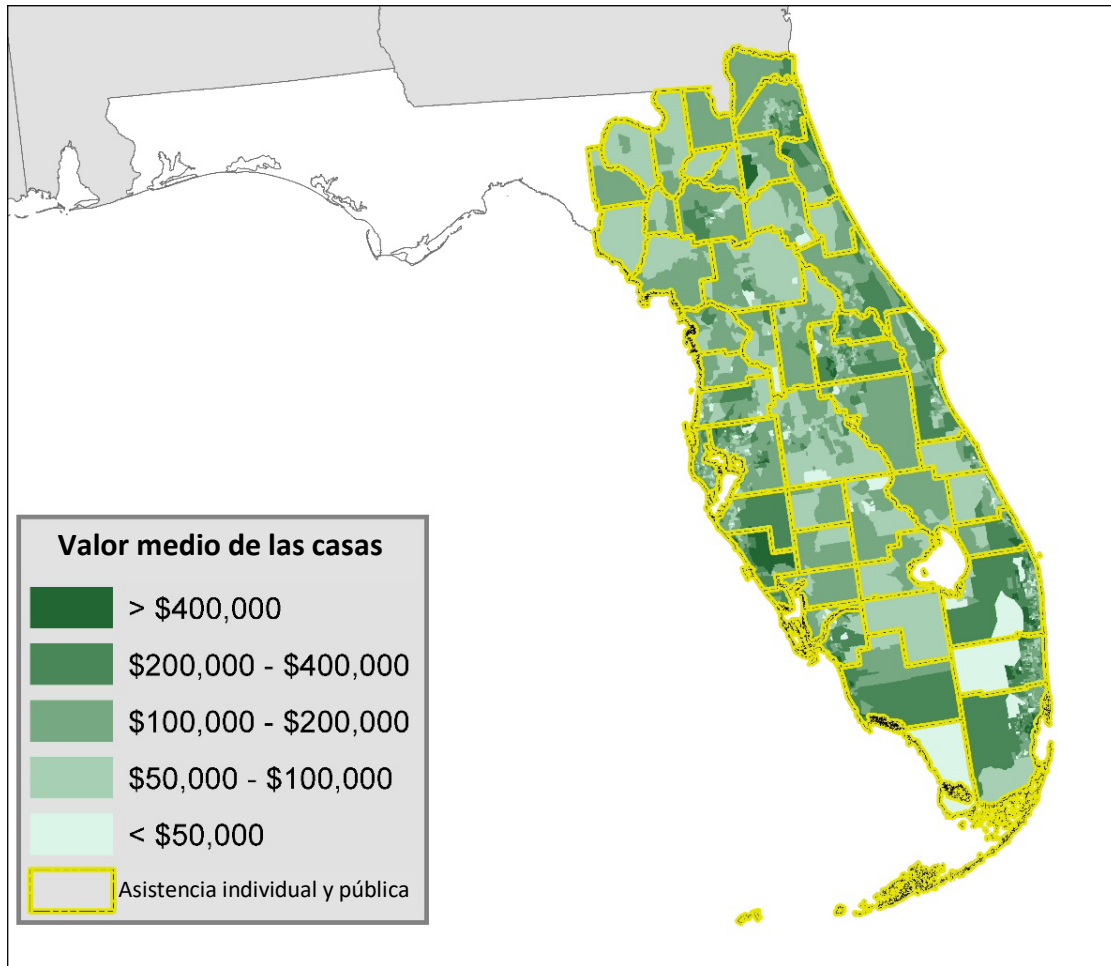 Valor medio de las casas
> $400,000
$200,000 - $400,000
$100,000 - $200,000
$50,000 - $100,000
< $50,000
Asistencia individual y pública